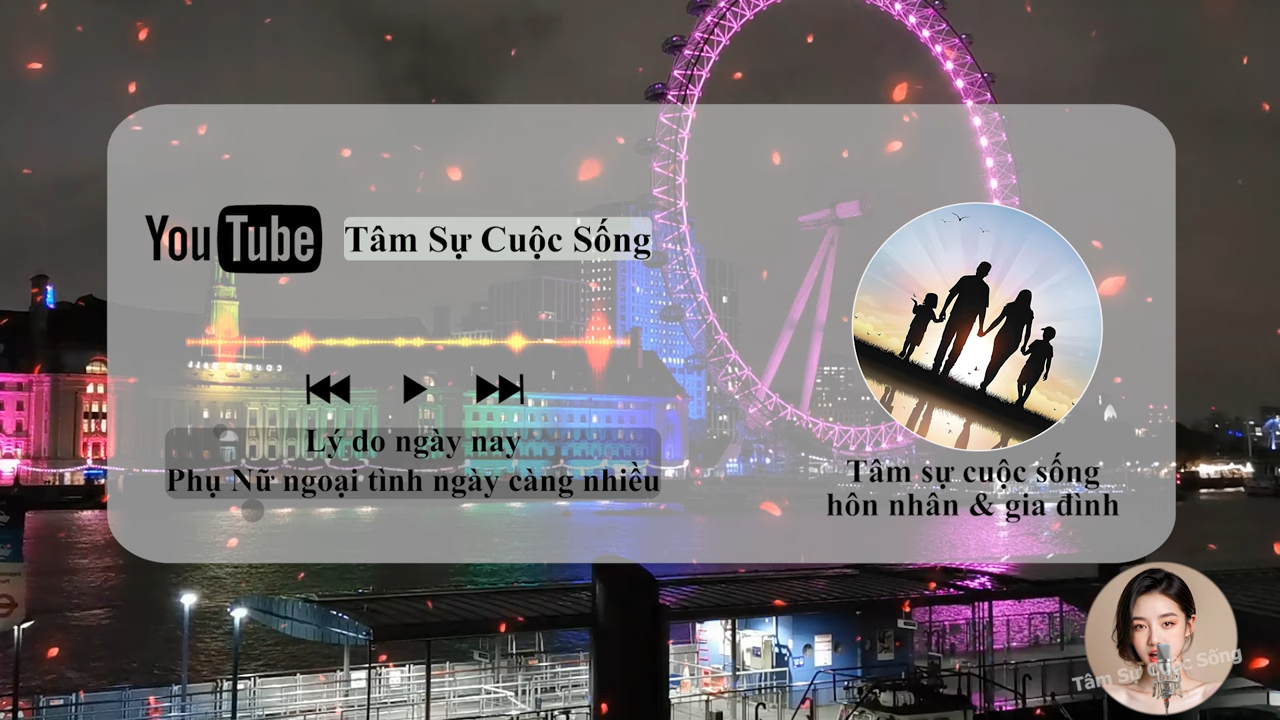 YouTube
Tâm Sự Cuộc Sống
Lý do ngày nay
Phụ Nữ ngoại tình ngày càng nhiều
Tâm sự cuộc sống
hôn nhân & gia đình
Tâm Sự Cuộc Sống